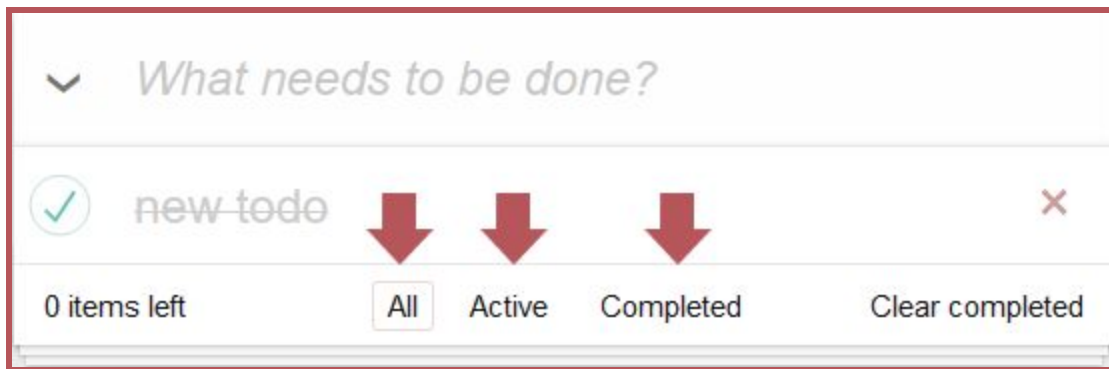 What needs to be done?
new todo
0 items left All Active Completed Clear completed